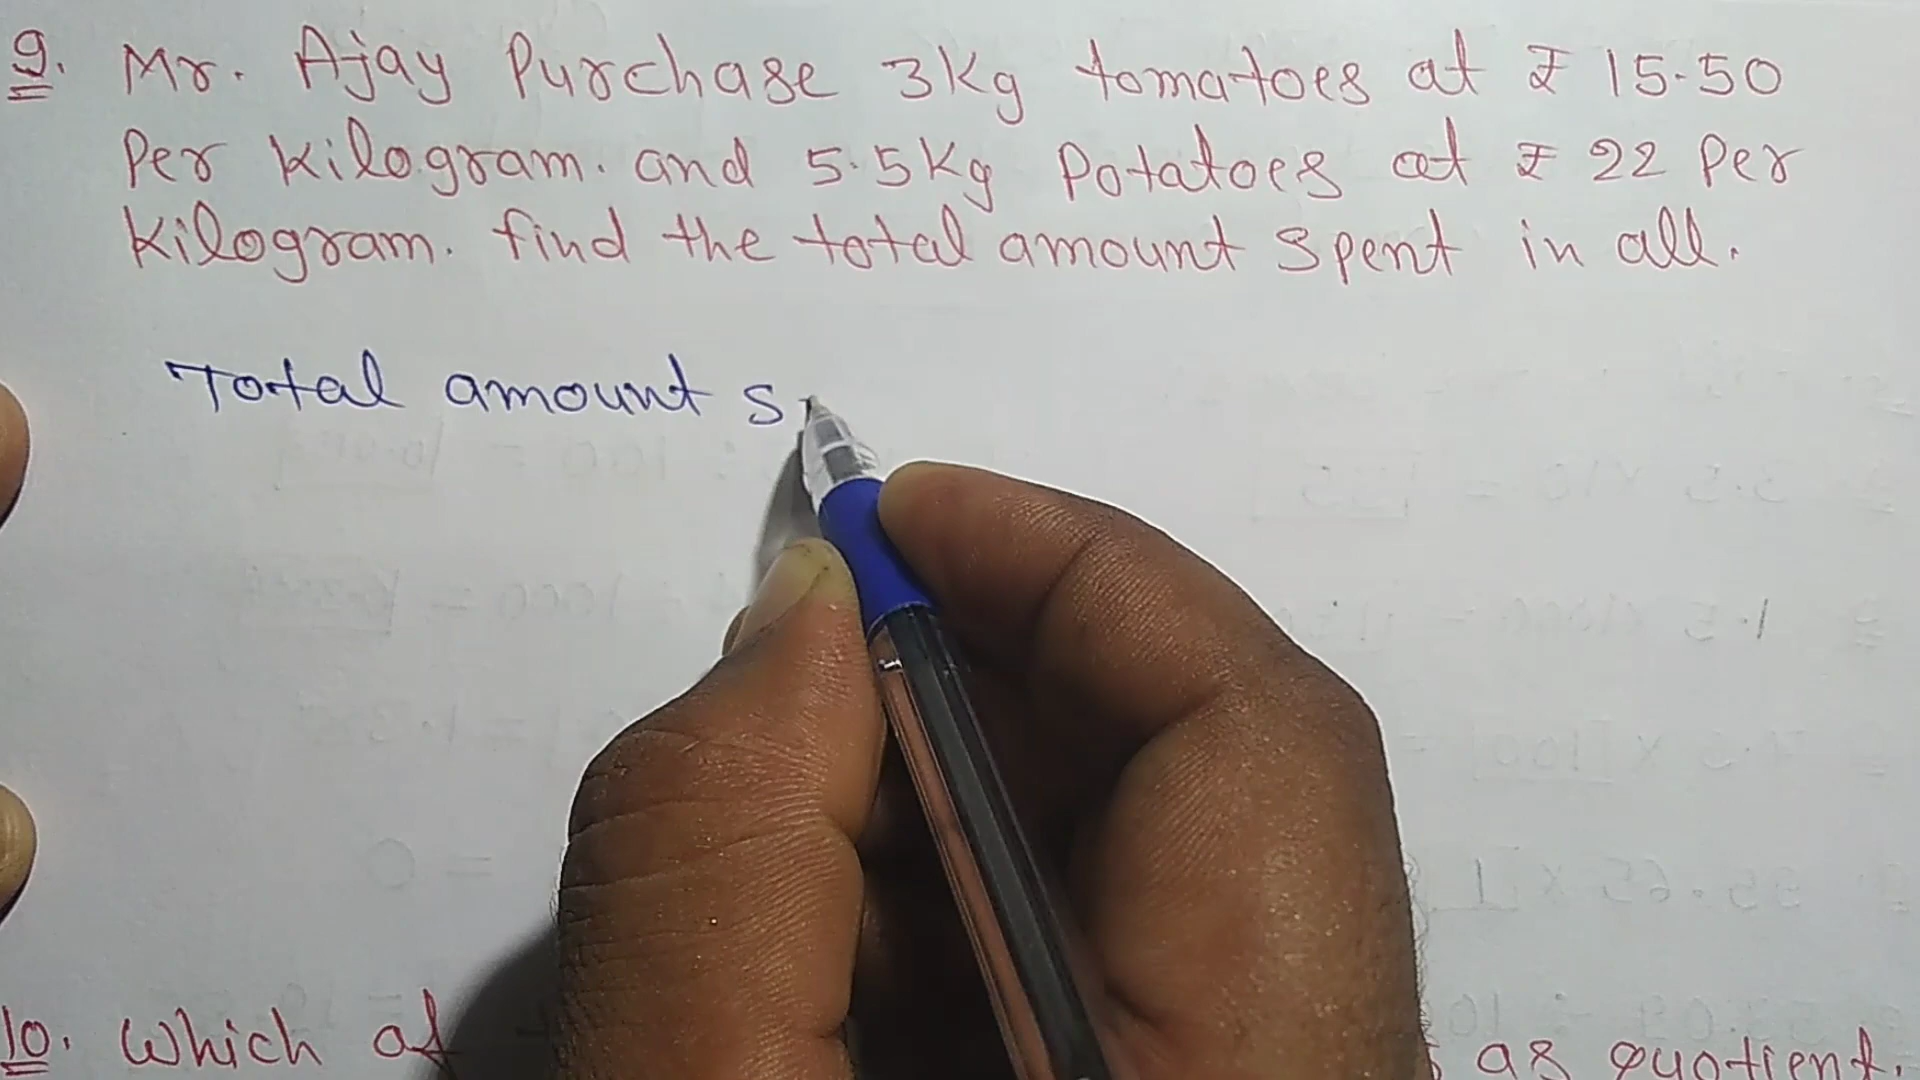 9. Mr. Ajay Purchase 3Kg tomatoes at ₹ 15.50
Per kilogram. and 5.5Kg Potatoes at ₹ 22 Per
kilogram. find the total amount spent in all.
Total amount s
10. Which of as quotient.